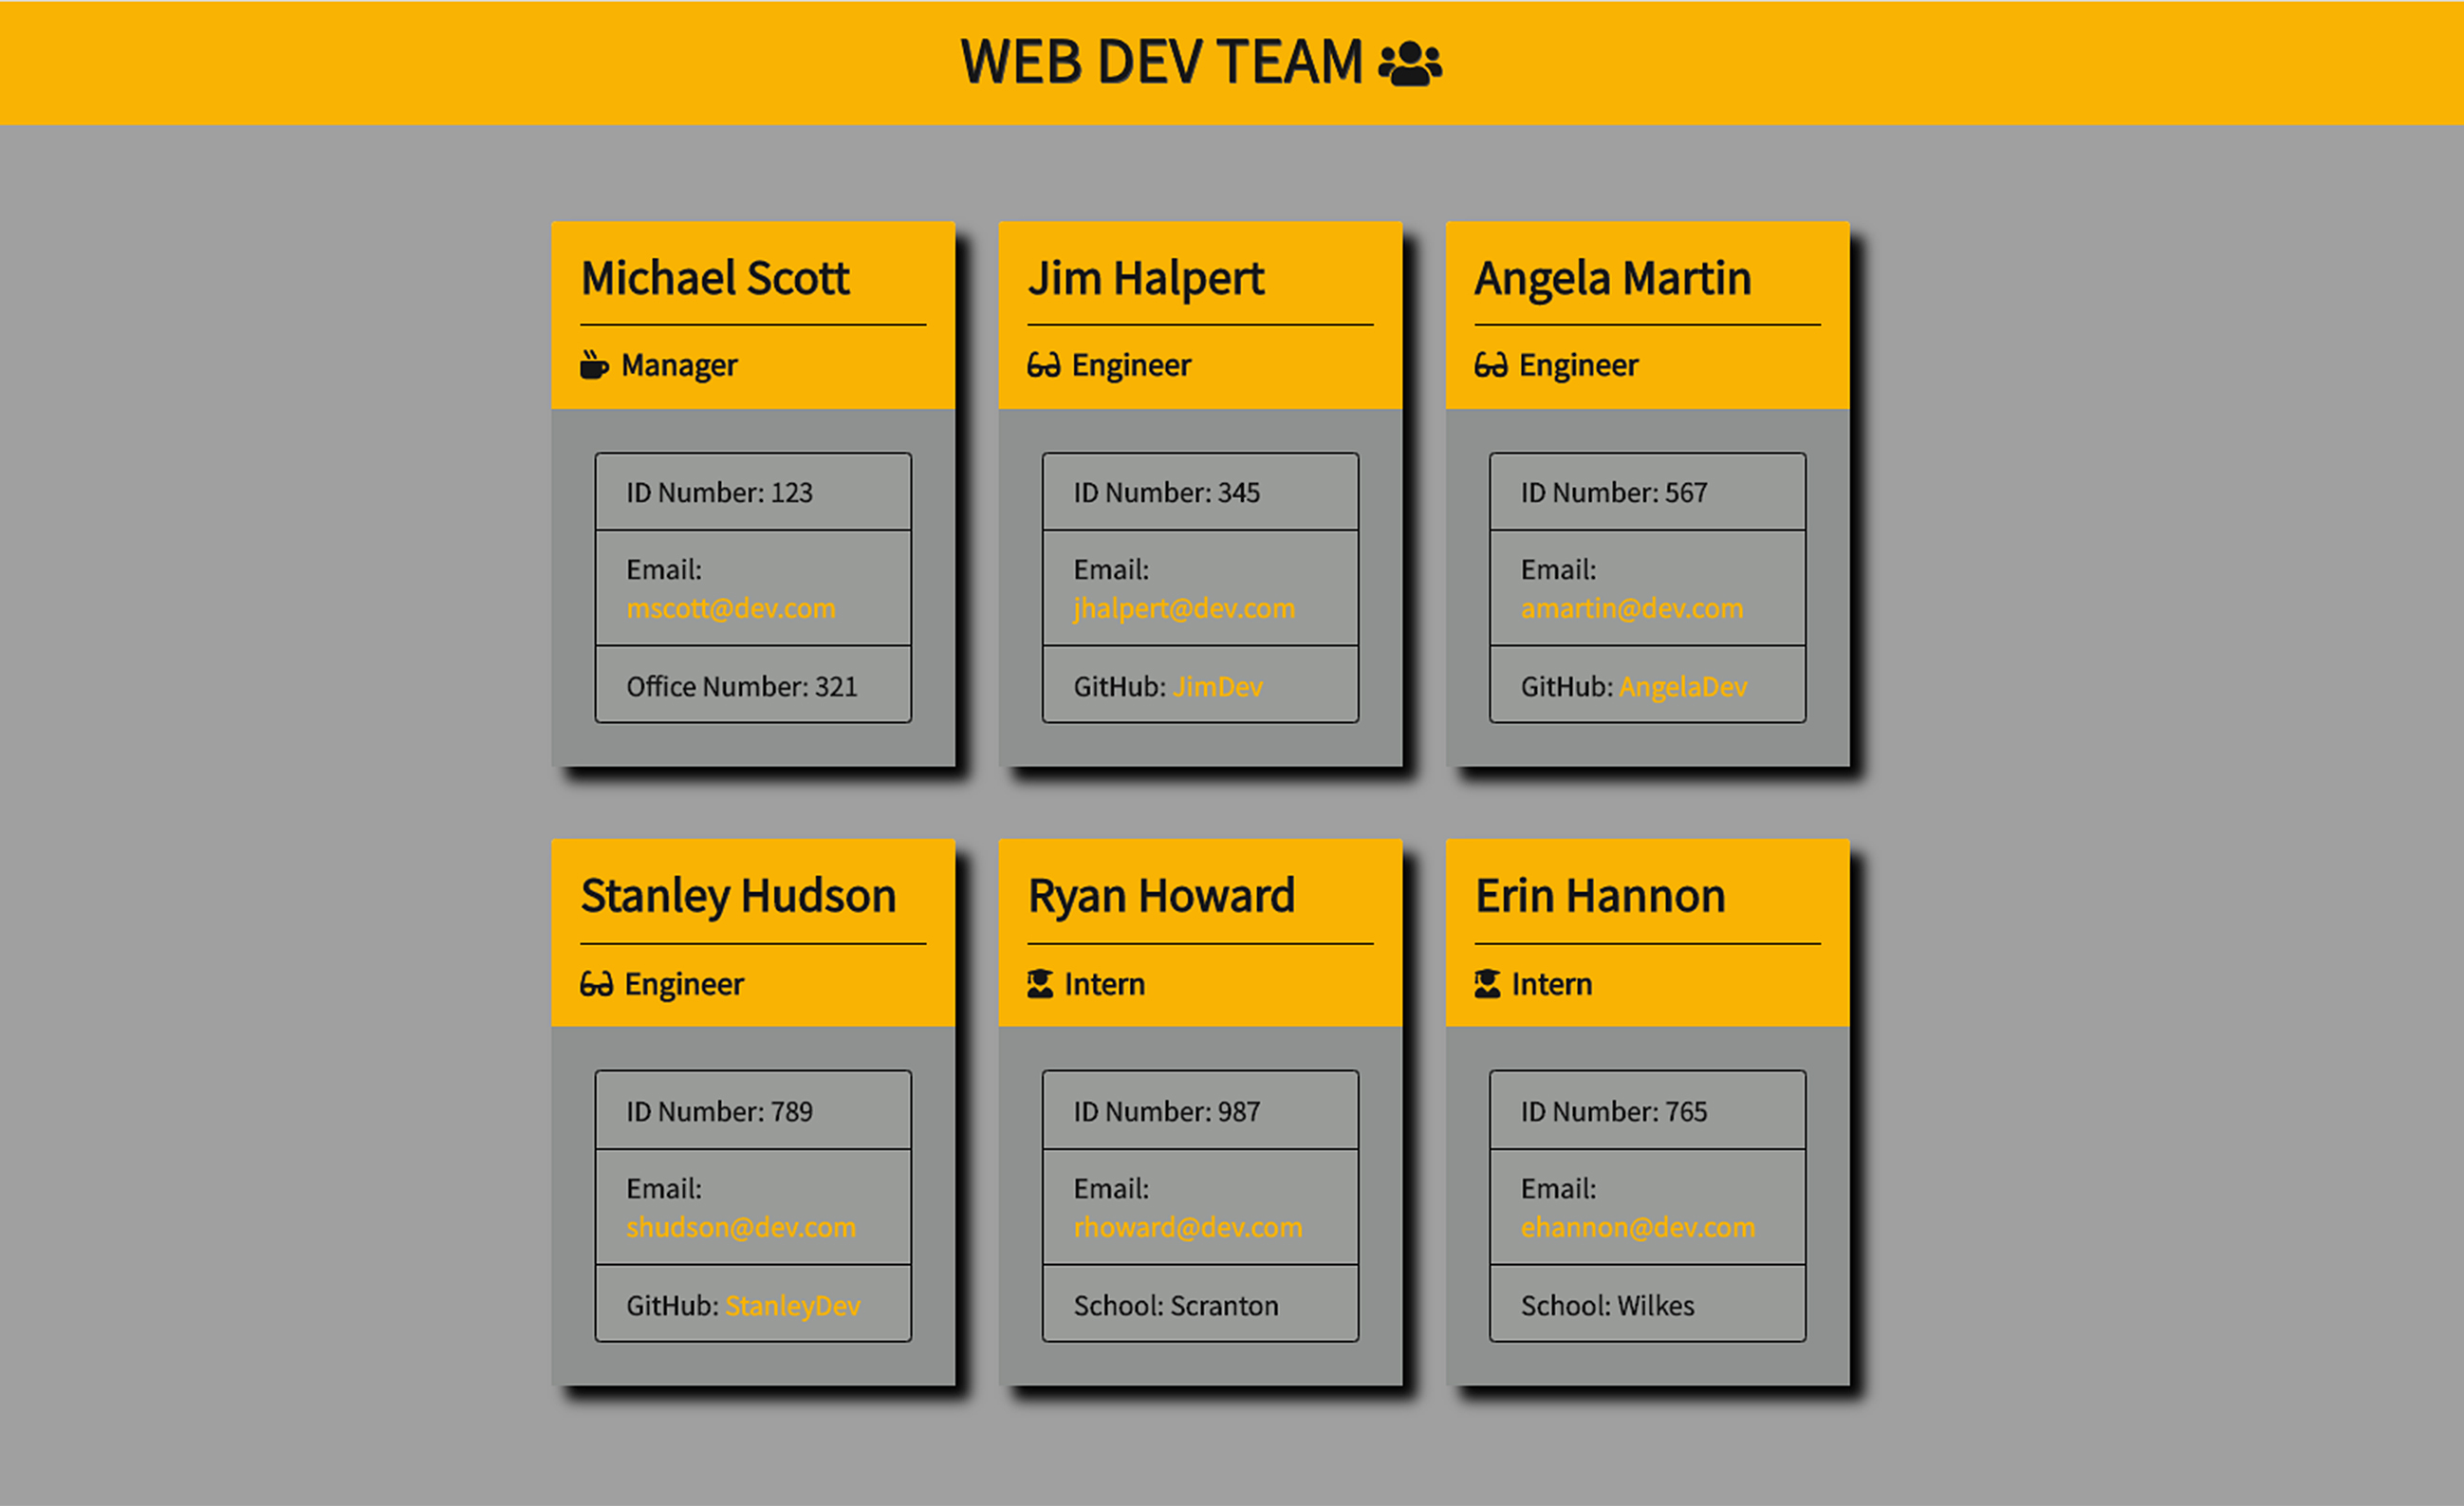 WEB DEV TEAM
Michael Scott
Manager
ID Number: 123
Email:
mscott@dev.com
Office Number: 321
Jim Halpert
Engineer
ID Number: 345
Email:
jhalpert@dev.com
GitHub: JimDev
Angela Martin
Engineer
ID Number: 567
Email:
amartin@dev.com
GitHub: AngelaDev
Stanley Hudson
Engineer
ID Number: 789
Email:
shudson@dev.com
GitHub: StanleyDev
Ryan Howard
Intern
ID Number: 987
Email:
rhoward@dev.com
School: Scranton
Erin Hannon
Intern
ID Number: 765
Email:
ehannon@dev.com
School: Wilkes